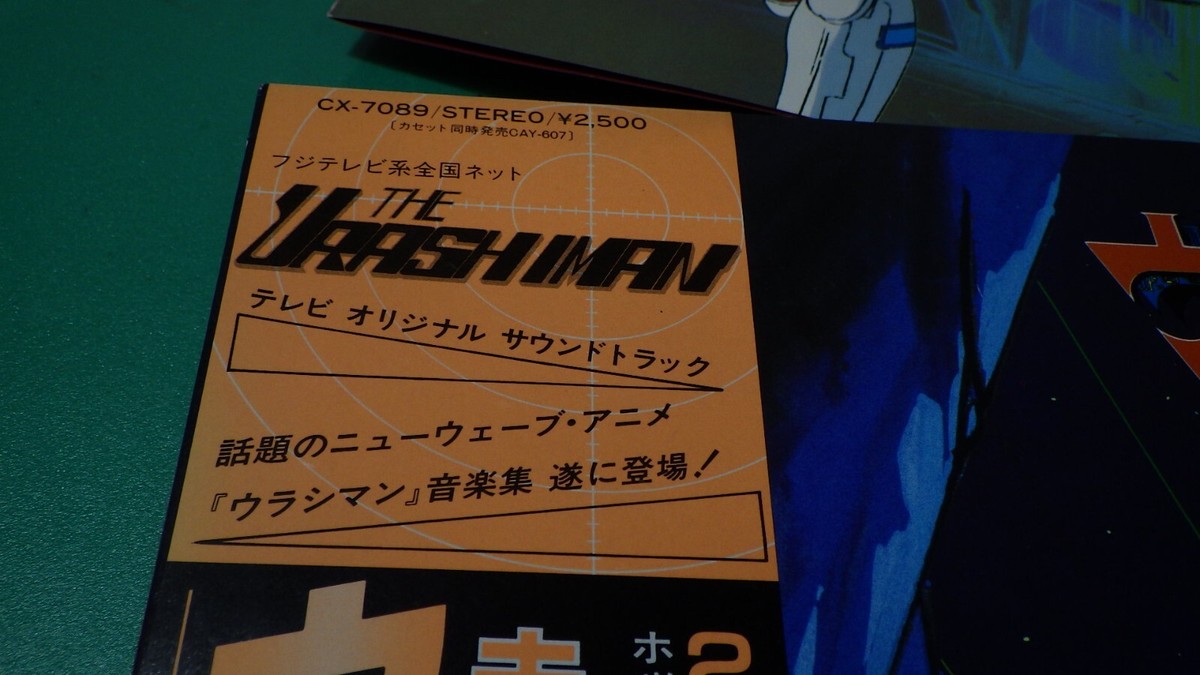 CX-7089/STEREO/¥2,500
〔カセット同時発売CAY-607〕
フジテレビ系全国ネット
THE
URASHIMAN
テレビ オリジナル サウンドトラック
話題のニューウェーブ・アニメ
『ウラシマン』音楽集 遂に登場!
ホ
2